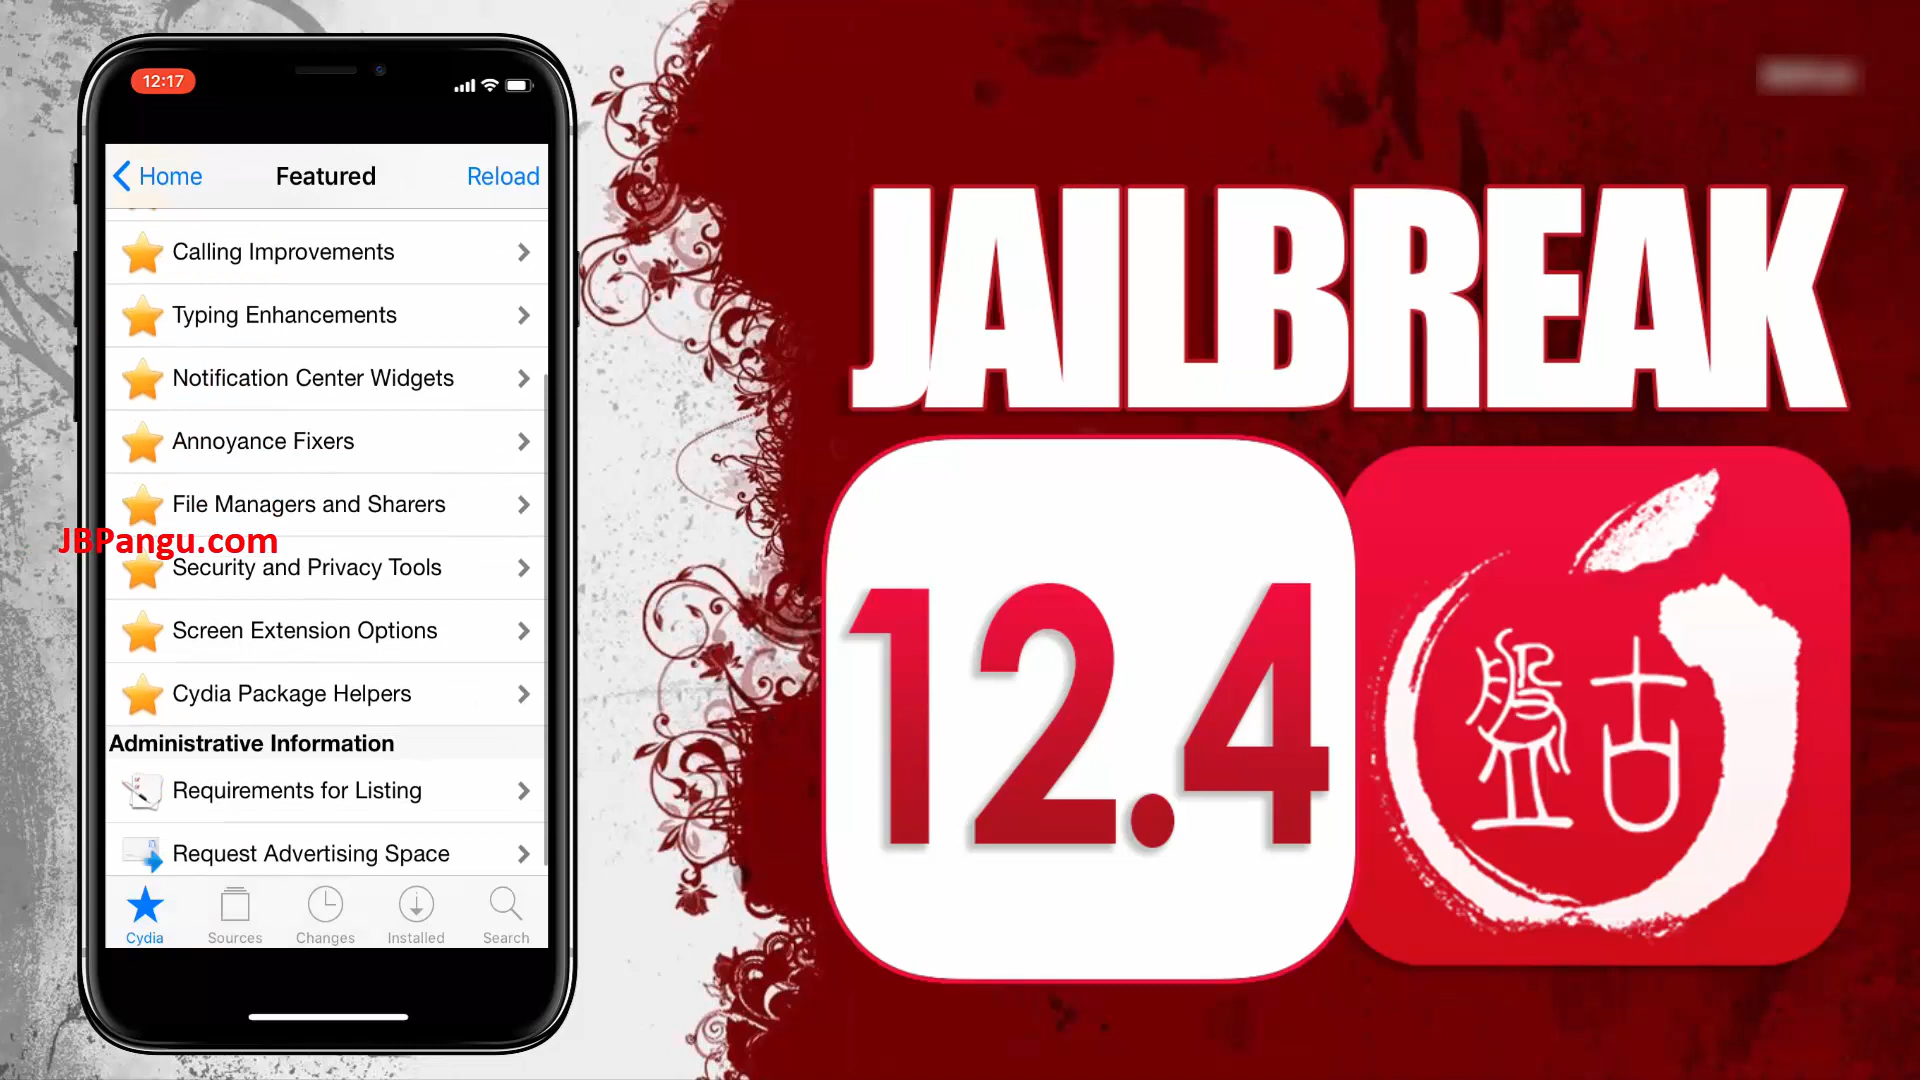 12:17
Home
Featured
Reload
Calling Improvements
Typing Enhancements
Notification Center Widgets
Annoyance Fixers
File Managers and Sharers
JBPangu.com
Security and Privacy Tools
Screen Extension Options
Cydia Package Helpers
Administrative Information
Requirements for Listing
Request Advertising Space
Cydia
Sources
Changes
Installed
Search
JAILBREAK
12.4
盤古